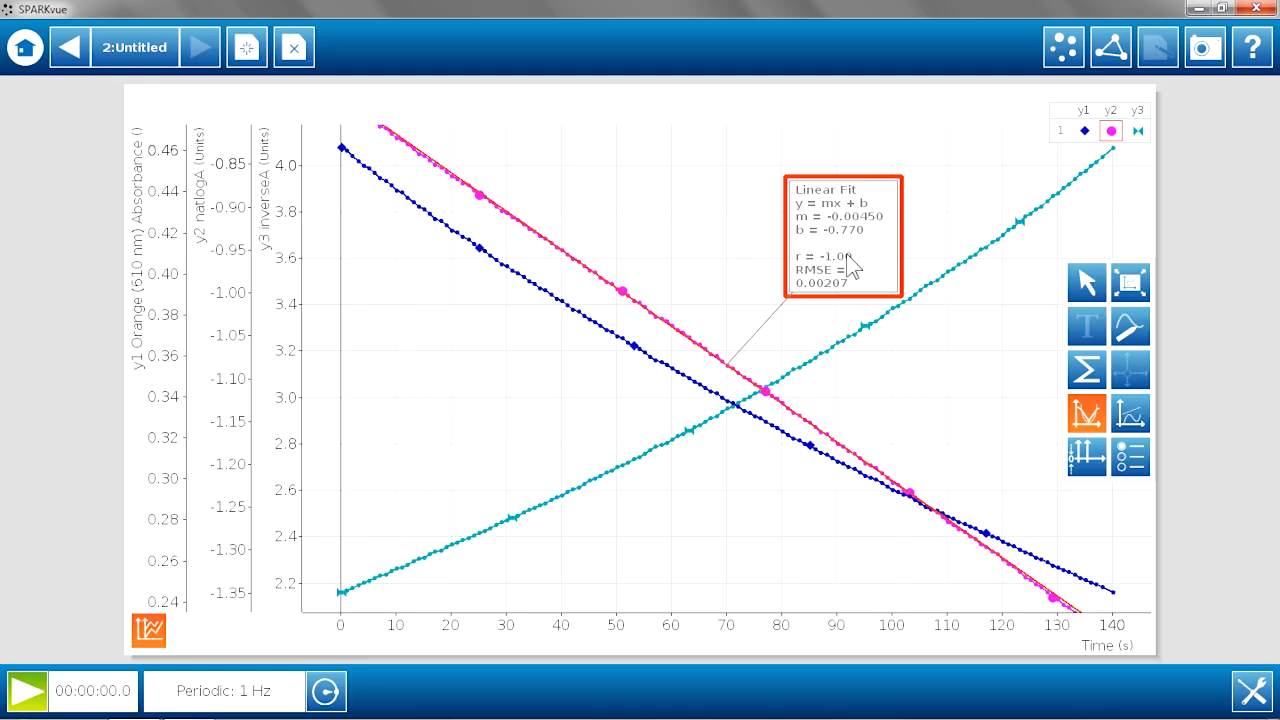 SPARKvue
2:Untitled
?
y1 y2 y3
1
y1 Orange (610 nm) Absorbance ()
0.46
0.44
0.42
0.40
0.38
0.36
0.34
0.32
0.30
0.28
0.26
0.24
y2 natlogA (Units)
-0.85
-0.90
-0.95
-1.00
-1.05
-1.10
-1.15
-1.20
-1.25
-1.30
-1.35
y3 inverseA (Units)
4.0
3.8
3.6
3.4
3.2
3.0
2.8
2.6
2.4
2.2
Linear Fit
y = mx + b
m = -0.00450
b = -0.770
r = -1.00
RMSE =
0.00207
T
Σ
0 10 20 30 40 50 60 70 80 90 100 110 120 130 140
Time (s)
00:00:00.0
Periodic: 1 Hz